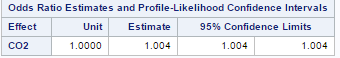 Odds Ratio Estimates and Profile-Likelihood Confidence Intervals
Effect Unit Estimate 95% Confidence Limits
CO2 1.0000 1.004 1.004 1.004